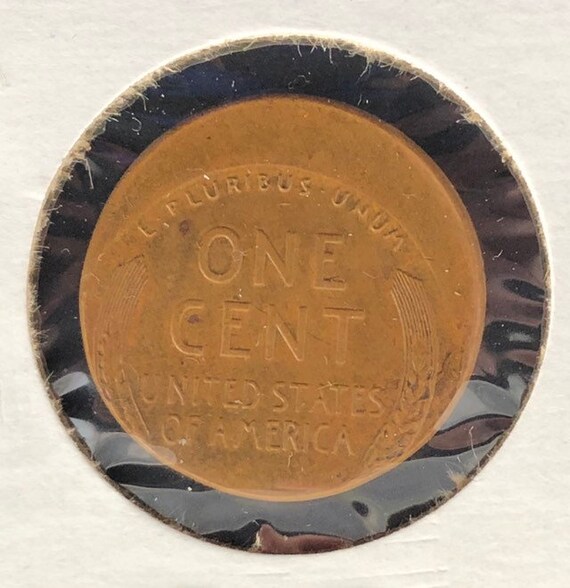 E·PLURIBUS·UNUM
ONE
CENT
UNITED STATES
OF AMERICA